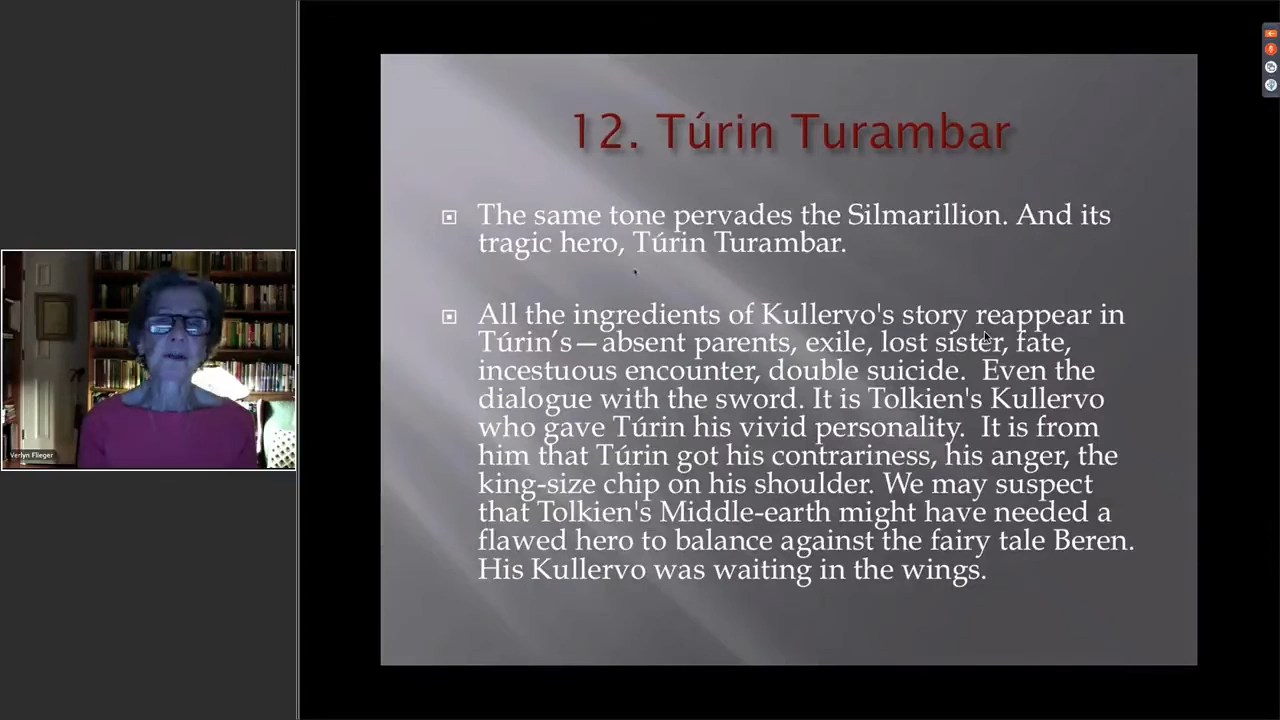 12. Túrin Turambar
The same tone pervades the Silmarillion. And its
tragic hero, Túrin Turambar.
All the ingredients of Kullervo's story reappear in
Túrin’s—absent parents, exile, lost sister, fate,
incestuous encounter, double suicide.  Even the
dialogue with the sword. It is Tolkien's Kullervo
who gave Túrin his vivid personality.  It is from
him that Túrin got his contrariness, his anger, the
king-size chip on his shoulder. We may suspect
that Tolkien's Middle-earth might have needed a
flawed hero to balance against the fairy tale Beren.
His Kullervo was waiting in the wings.
Verlyn Flieger